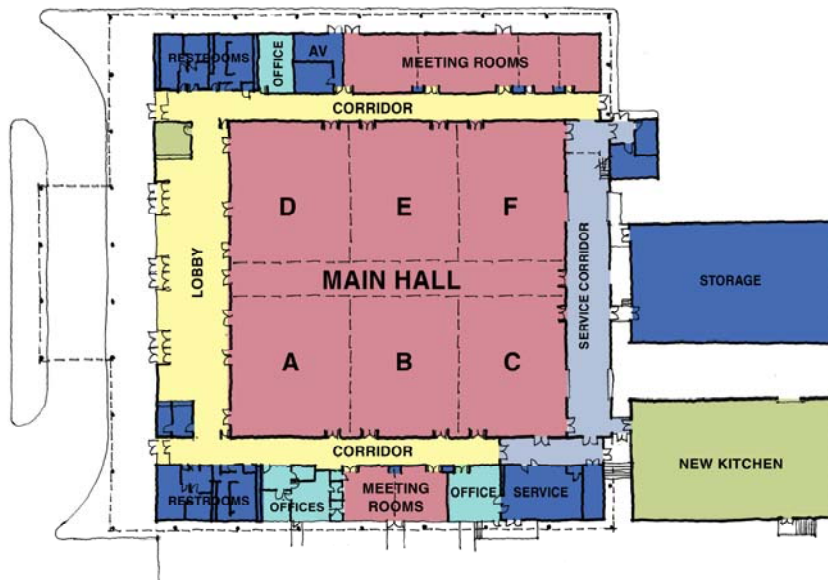 RESTROOMS
OFFICE
AV
MEETING ROOMS
CORRIDOR
D
E
F
LOBBY
MAIN HALL
SERVICE CORRIDOR
STORAGE
A
B
C
CORRIDOR
NEW KITCHEN
RESTROOMS
OFFICES
MEETING
ROOMS
OFFICE
SERVICE